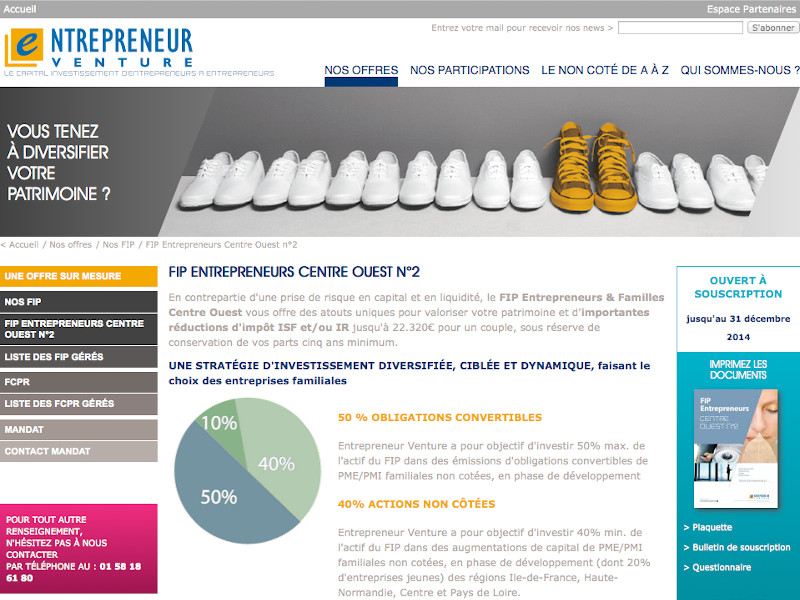 Accueil
Espace Partenaires
Entrez votre mail pour recevoir nos news >
S'abonner
eNTREPRENEUR
VENTURE
LE CAPITAL INVESTISSEMENT D'ENTREPRENEURS A ENTREPRENEURS
NOS OFFRES
NOS PARTICIPATIONS
LE NON COTÉ DE A À Z
QUI SOMMES-NOUS ?
VOUS TENEZ
À DIVERSIFIER
VOTRE
PATRIMOINE ?
< Accueil / Nos offres / Nos FIP / FIP Entrepreneurs Centre Ouest n°2
UNE OFFRE SUR MESURE
NOS FIP
FIP ENTREPRENEURS CENTRE
OUEST N°2
LISTE DES FIP GÉRÉS
FCPR
LISTE DES FCPR GÉRÉS
MANDAT
CONTACT MANDAT
POUR TOUT AUTRE
RENSEIGNEMENT,
N'HÉSITEZ PAS À NOUS
CONTACTER
PAR TÉLÉPHONE AU : 01 58 18
61 80
FIP ENTREPRENEURS CENTRE OUEST N°2
En contrepartie d'une prise de risque en capital et en liquidité, le FIP Entrepreneurs & Familles
Centre Ouest vous offre des atouts uniques pour valoriser votre patrimoine et d'importantes
réductions d'impôt ISF et/ou IR jusqu'à 22.320€ pour un couple, sous réserve de
conservation de vos parts cinq ans minimum.
UNE STRATÉGIE D'INVESTISSEMENT DIVERSIFIÉE, CIBLÉE ET DYNAMIQUE, faisant le
choix des entreprises familiales
10%
40%
50%
50 % OBLIGATIONS CONVERTIBLES
Entrepreneur Venture a pour objectif d'investir 50% max. de
l'actif du FIP dans des émissions d'obligations convertibles de
PME/PMI familiales non cotées, en phase de développement
40% ACTIONS NON CÔTÉES
Entrepreneur Venture a pour objectif d'investir 40% min. de
l'actif du FIP dans des augmentations de capital de PME/PMI
familiales non cotées, en phase de développement (dont 20%
d'entreprises jeunes) des régions Ile-de-France, Haute-
Normandie, Centre et Pays de Loire.
OUVERT À
SOUSCRIPTION
jusqu'au 31 décembre
2014
IMPRIMEZ LES
DOCUMENTS
FIP
Entrepreneurs
CENTRE
OUEST N°2
> Plaquette
> Bulletin de souscription
> Questionnaire